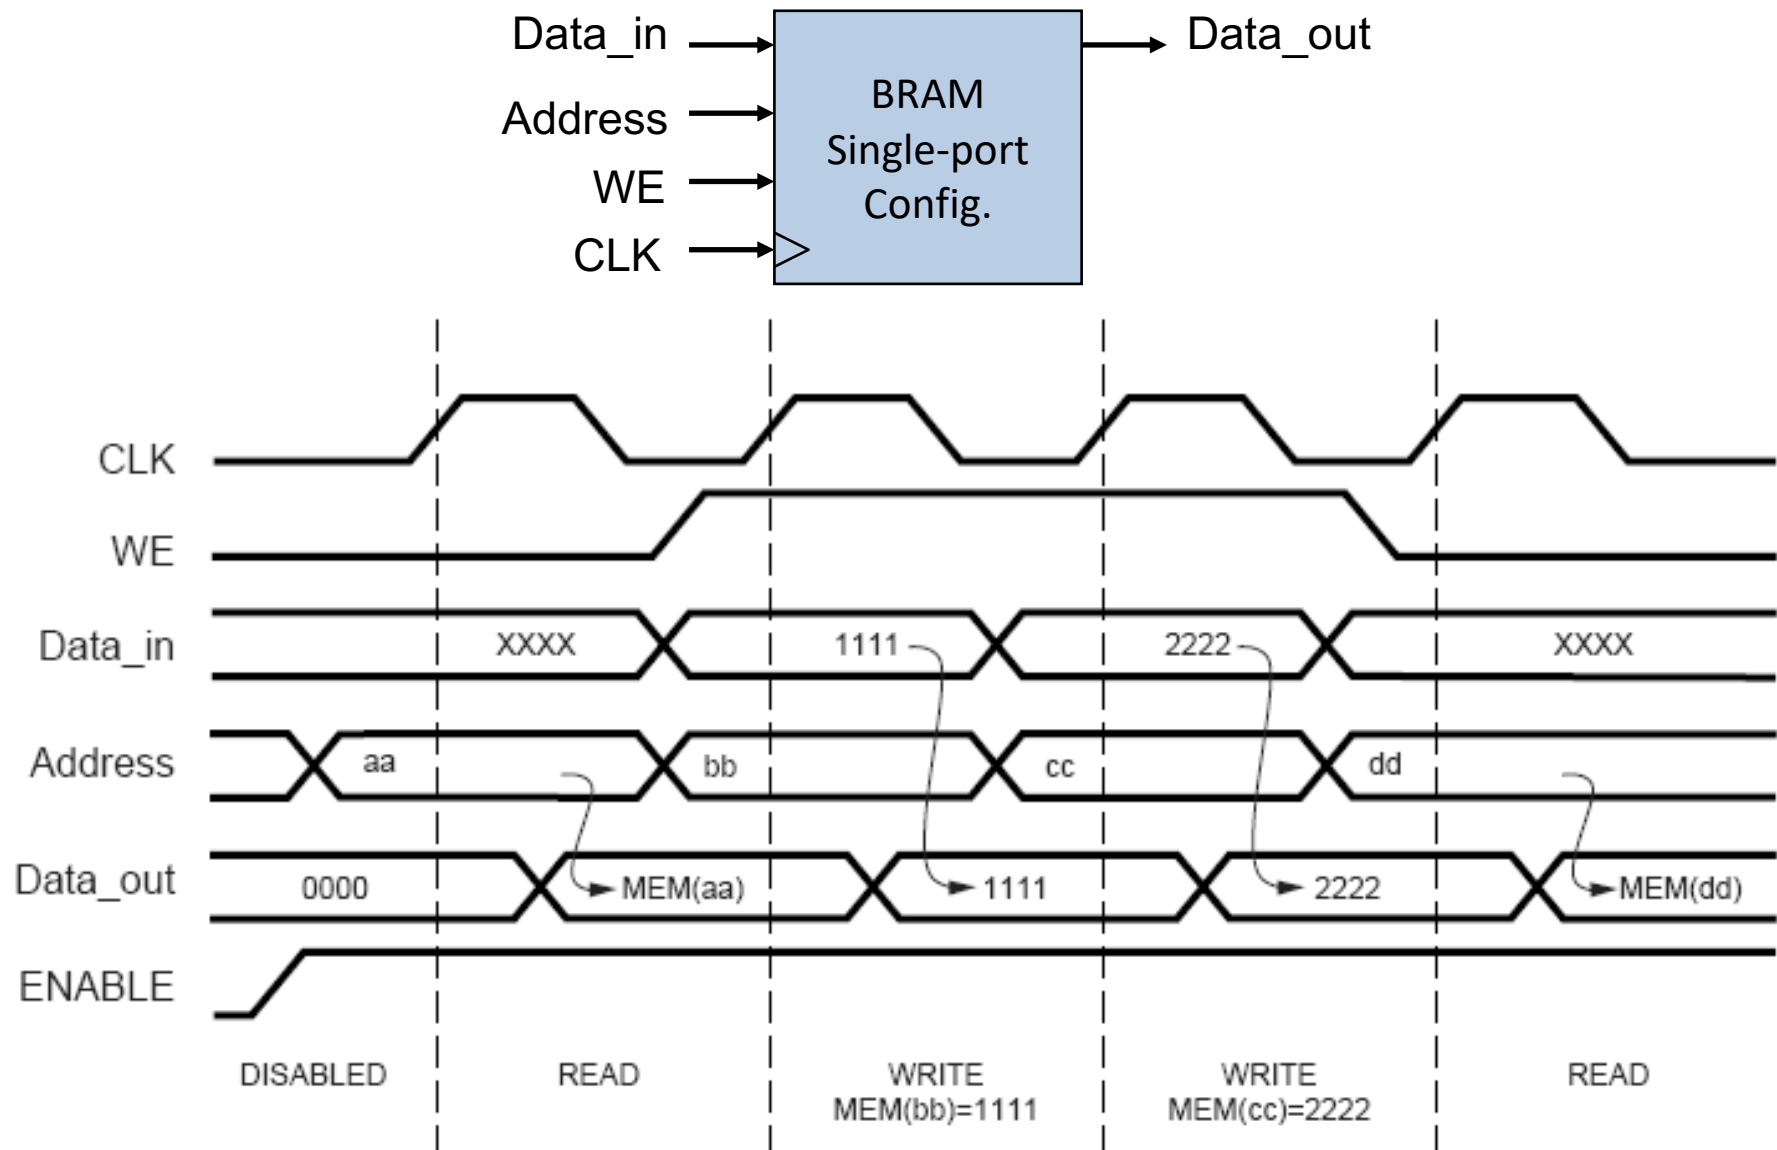 Data_in
Data_out
Address
WE
CLK
BRAM
Single-port
Config.
CLK
WE
Data_in XXXX 1111 2222 XXXX
Address aa bb cc dd
Data_out 0000 MEM(aa) 1111 2222 MEM(dd)
ENABLE
DISABLED READ WRITE WRITE READ
MEM(bb)=1111 MEM(cc)=2222